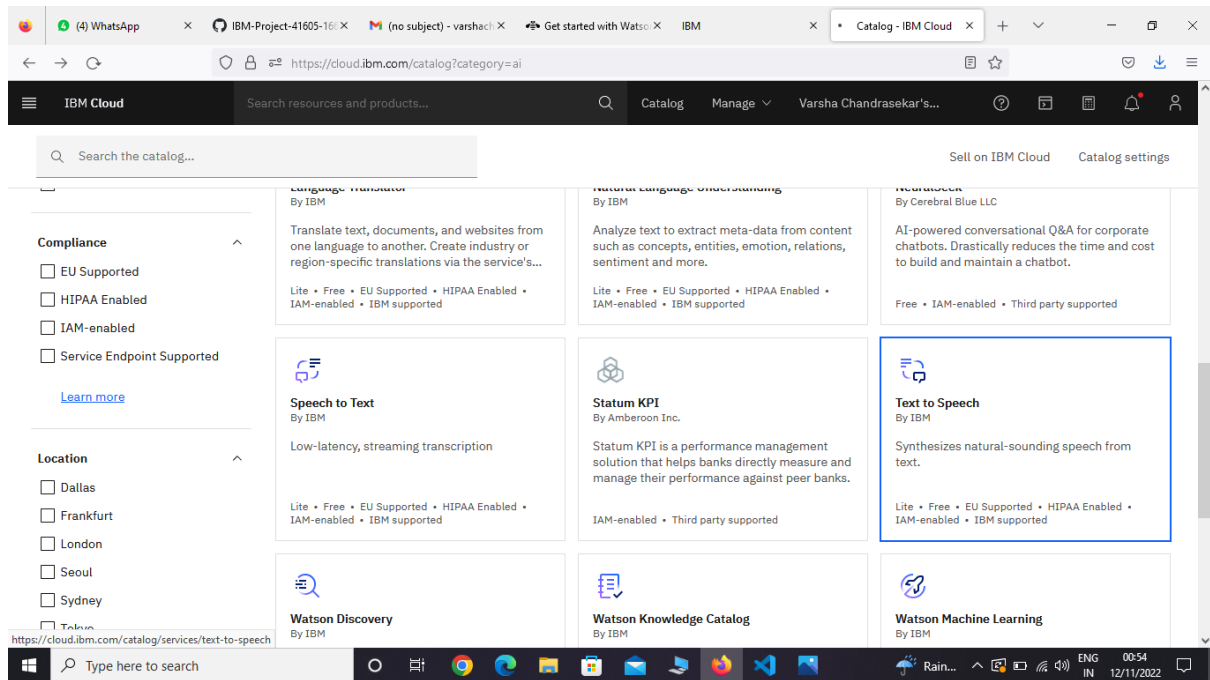 (4) WhatsApp
IBM-Project-41605-166
(no subject) - varshach
Get started with Watso
IBM
Catalog - IBM Cloud
https://cloud.ibm.com/catalog?category=ai
IBM Cloud
Search resources and products...
Catalog
Manage
Varsha Chandrasekar's...
Search the catalog...
Sell on IBM Cloud
Catalog settings
Compliance
EU Supported
HIPAA Enabled
IAM-enabled
Service Endpoint Supported
Learn more
Location
Dallas
Frankfurt
London
Seoul
Sydney
Tokyo
Language Translator
By IBM
Translate text, documents, and websites from
one language to another. Create industry or
region-specific translations via the service's...
Lite • Free • EU Supported • HIPAA Enabled •
IAM-enabled • IBM supported
Natural Language Understanding
By IBM
Analyze text to extract meta-data from content
such as concepts, entities, emotion, relations,
sentiment and more.
Lite • Free • EU Supported • HIPAA Enabled •
IAM-enabled • IBM supported
NeuralSeek
By Cerebral Blue LLC
AI-powered conversational Q&A for corporate
chatbots. Drastically reduces the time and cost
to build and maintain a chatbot.
Free • IAM-enabled • Third party supported
Speech to Text
By IBM
Low-latency, streaming transcription
Lite • Free • EU Supported • HIPAA Enabled •
IAM-enabled • IBM supported
Statum KPI
By Amberoon Inc.
Statum KPI is a performance management
solution that helps banks directly measure and
manage their performance against peer banks.
IAM-enabled • Third party supported
Text to Speech
By IBM
Synthesizes natural-sounding speech from
text.
Lite • Free • EU Supported • HIPAA Enabled •
IAM-enabled • IBM supported
Watson Discovery
By IBM
Watson Knowledge Catalog
By IBM
Watson Machine Learning
By IBM
https://cloud.ibm.com/catalog/services/text-to-speech
Type here to search
Rain...
ENG
IN
00:54
12/11/2022